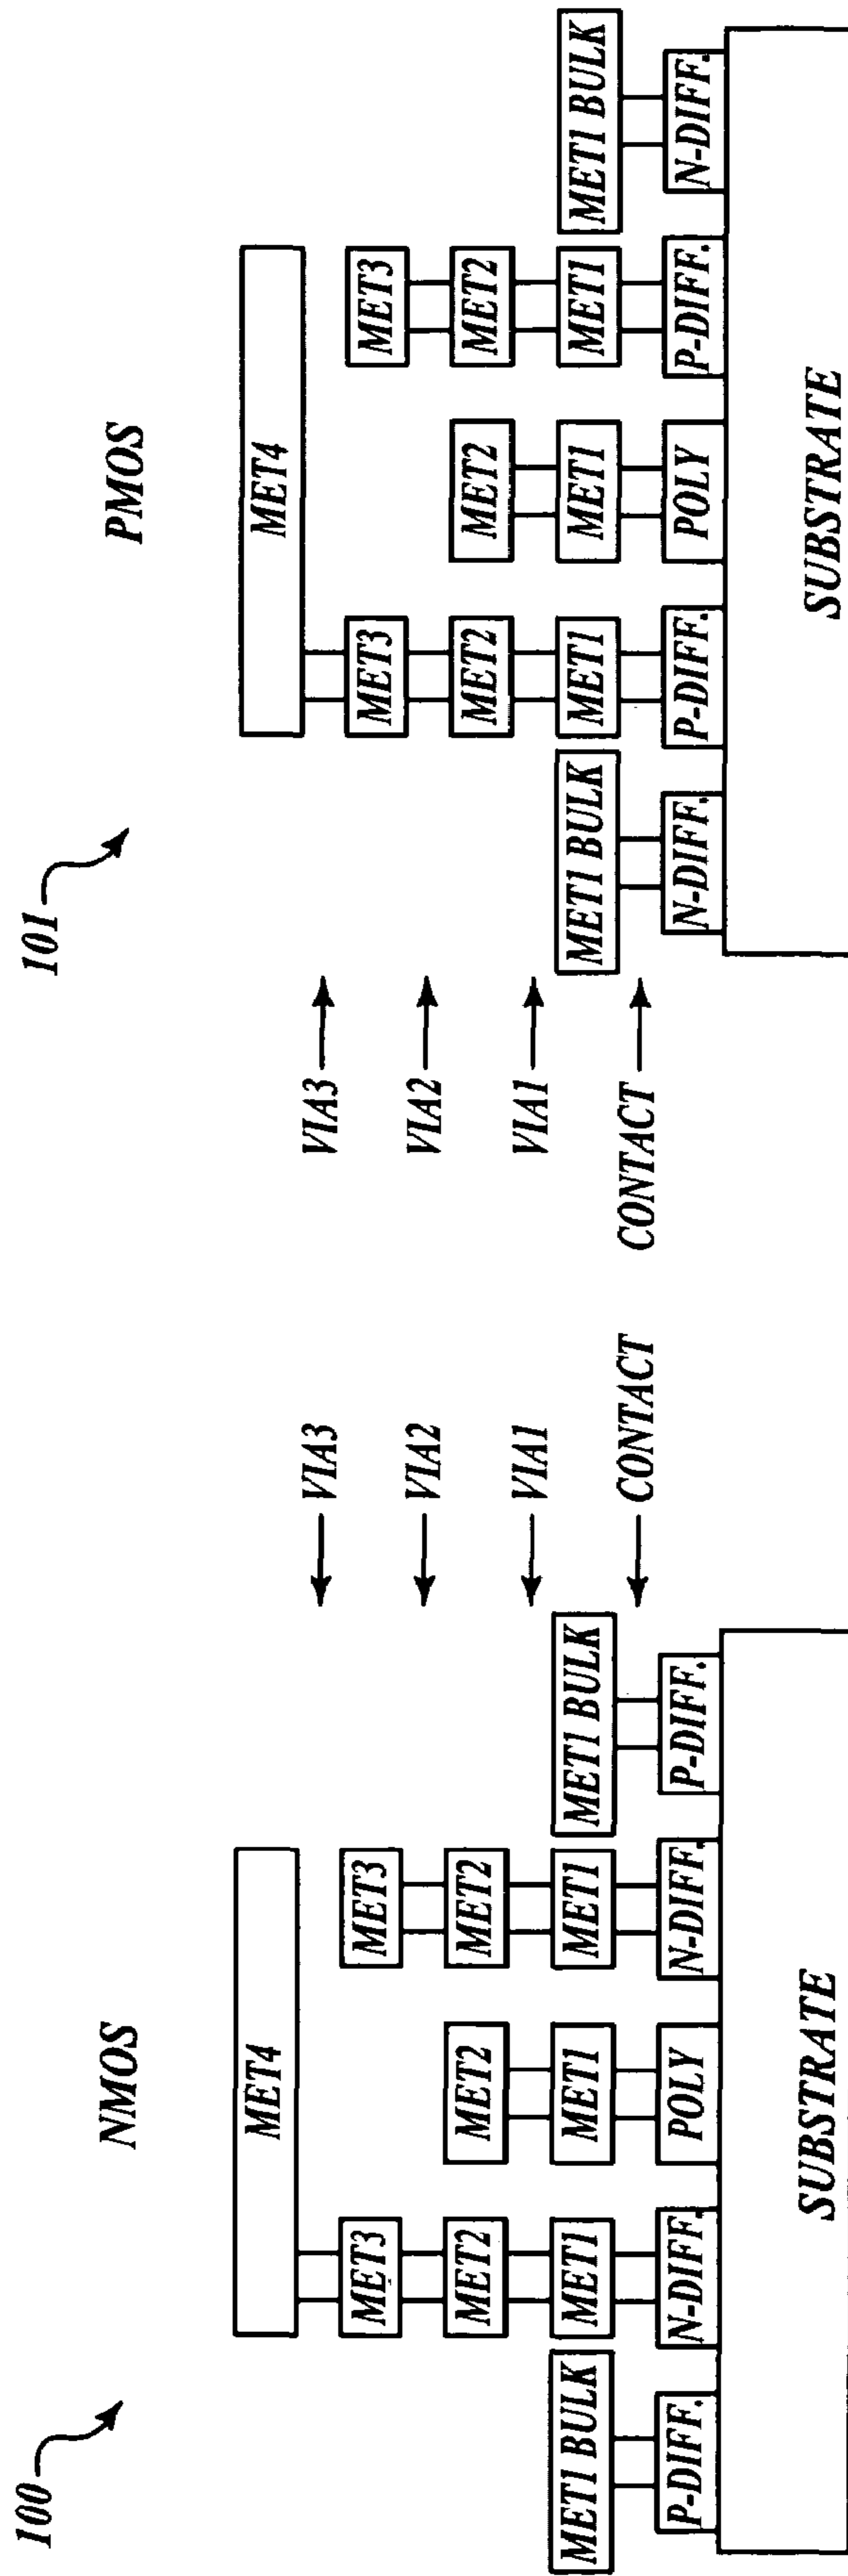 100
NMOS
MET4
VIA3
MET3
MET3
VIA2
MET2
MET2
MET2
VIA1
MET1 BULK
MET1
MET1
MET1
MET1 BULK
CONTACT
P-DIFF.
N-DIFF.
POLY
N-DIFF.
P-DIFF.
SUBSTRATE
101
PMOS
MET4
VIA3
MET3
MET3
VIA2
MET2
MET2
MET2
VIA1
MET1 BULK
MET1
MET1
MET1
MET1 BULK
CONTACT
N-DIFF.
P-DIFF.
POLY
P-DIFF.
N-DIFF.
SUBSTRATE